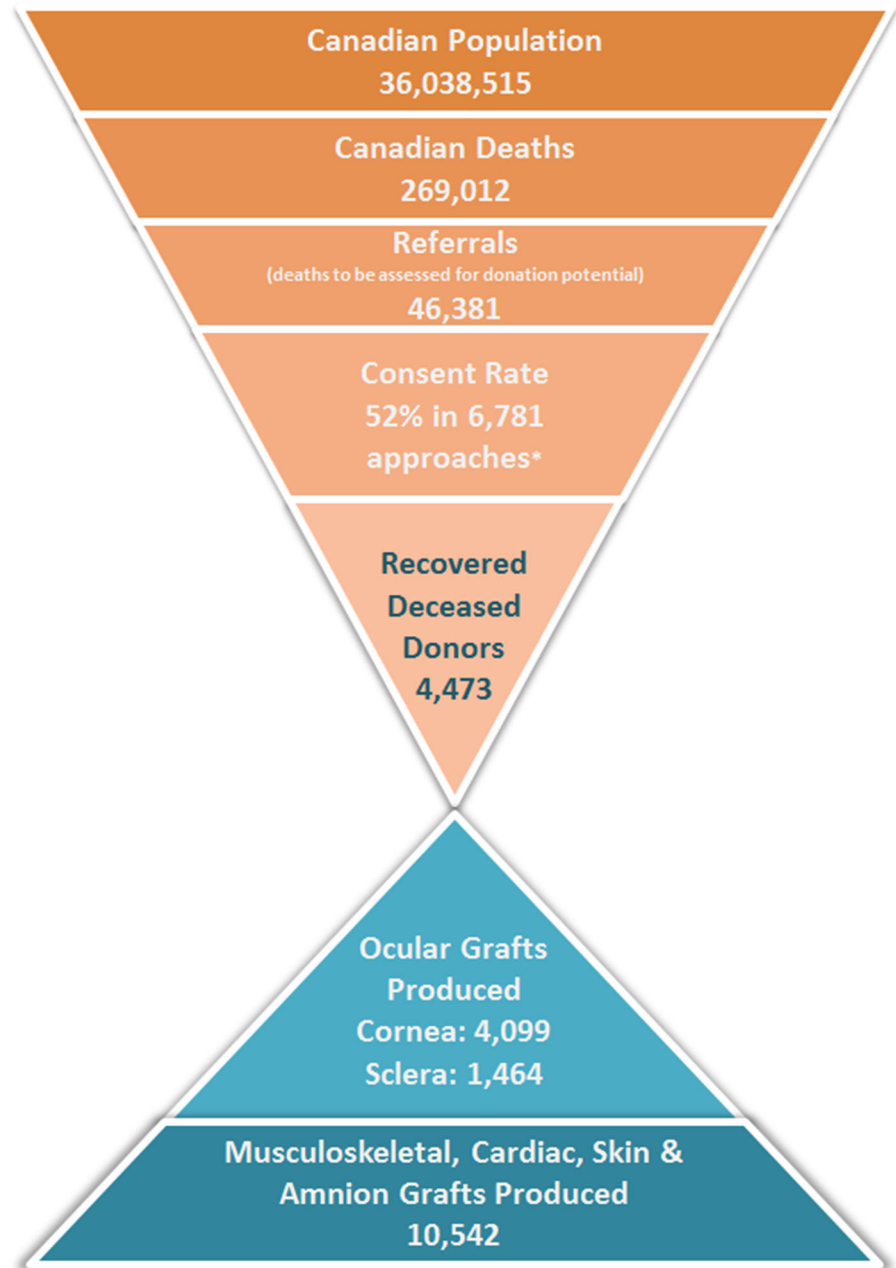 Canadian Population
36,038,515
Canadian Deaths
269,012
Referrals
(deaths to be assessed for donation potential)
46,381
Consent Rate
52% in 6,781
approaches*
Recovered
Deceased
Donors
4,473
Ocular Grafts
Produced
Cornea: 4,099
Sclera: 1,464
Musculoskeletal, Cardiac, Skin &
Amnion Grafts Produced
10,542